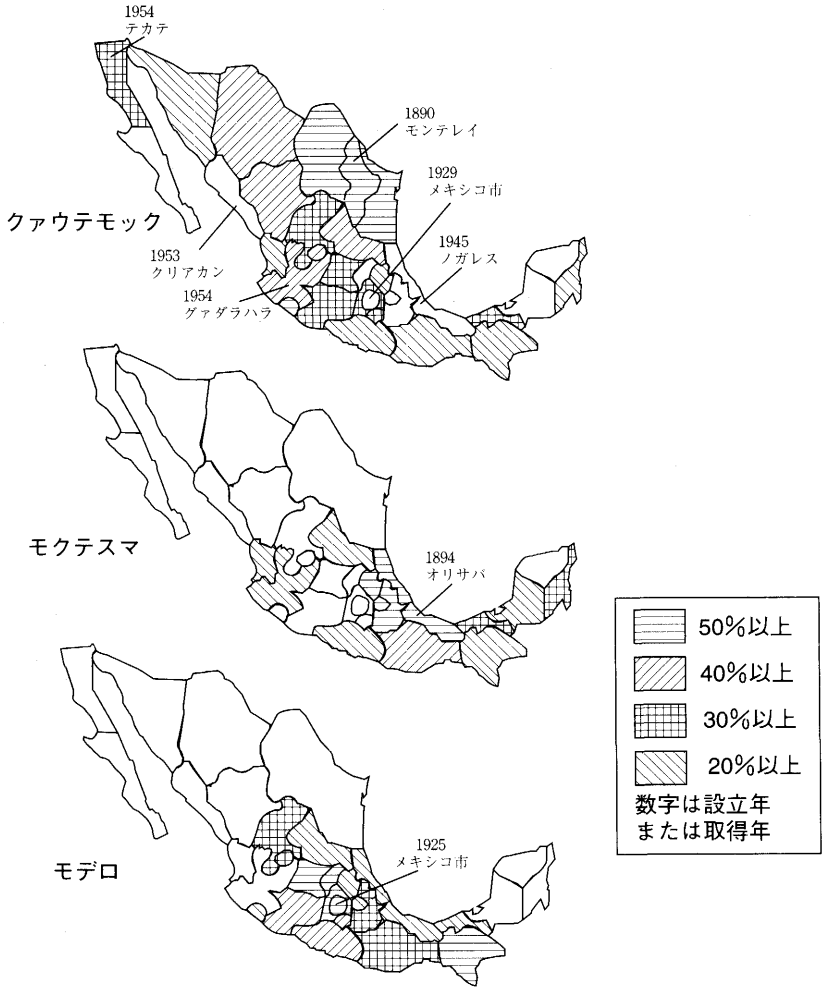 1954
テカテ
1890
モンテレイ
1929
メキシコ市
クァウテモック
1953
クリアカン
1945
ノガレス
1954
グァダラハラ
モクテスマ
1894
オリサバ
50%以上
40%以上
30%以上
20%以上
数字は設立年
または取得年
モデロ
1925
メキシコ市